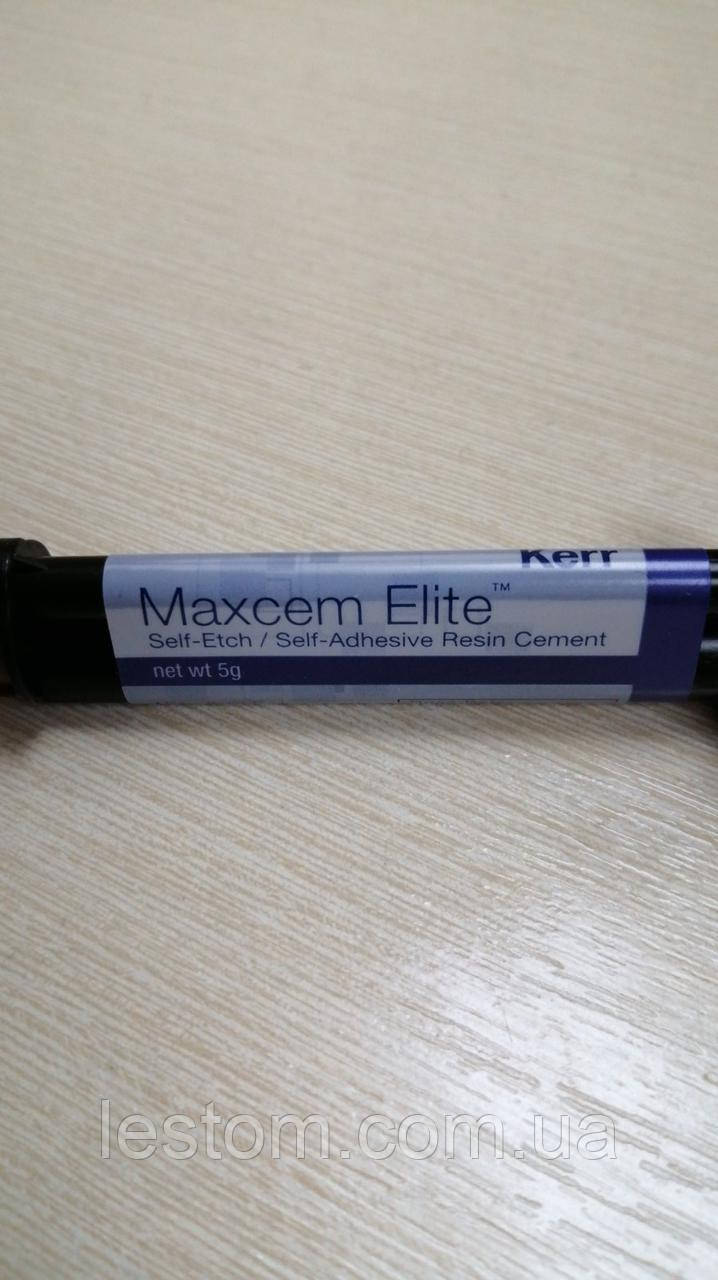 Kerr
Maxcem Elite™
Self-Etch / Self-Adhesive Resin Cement
net wt 5g
lestom.com.ua